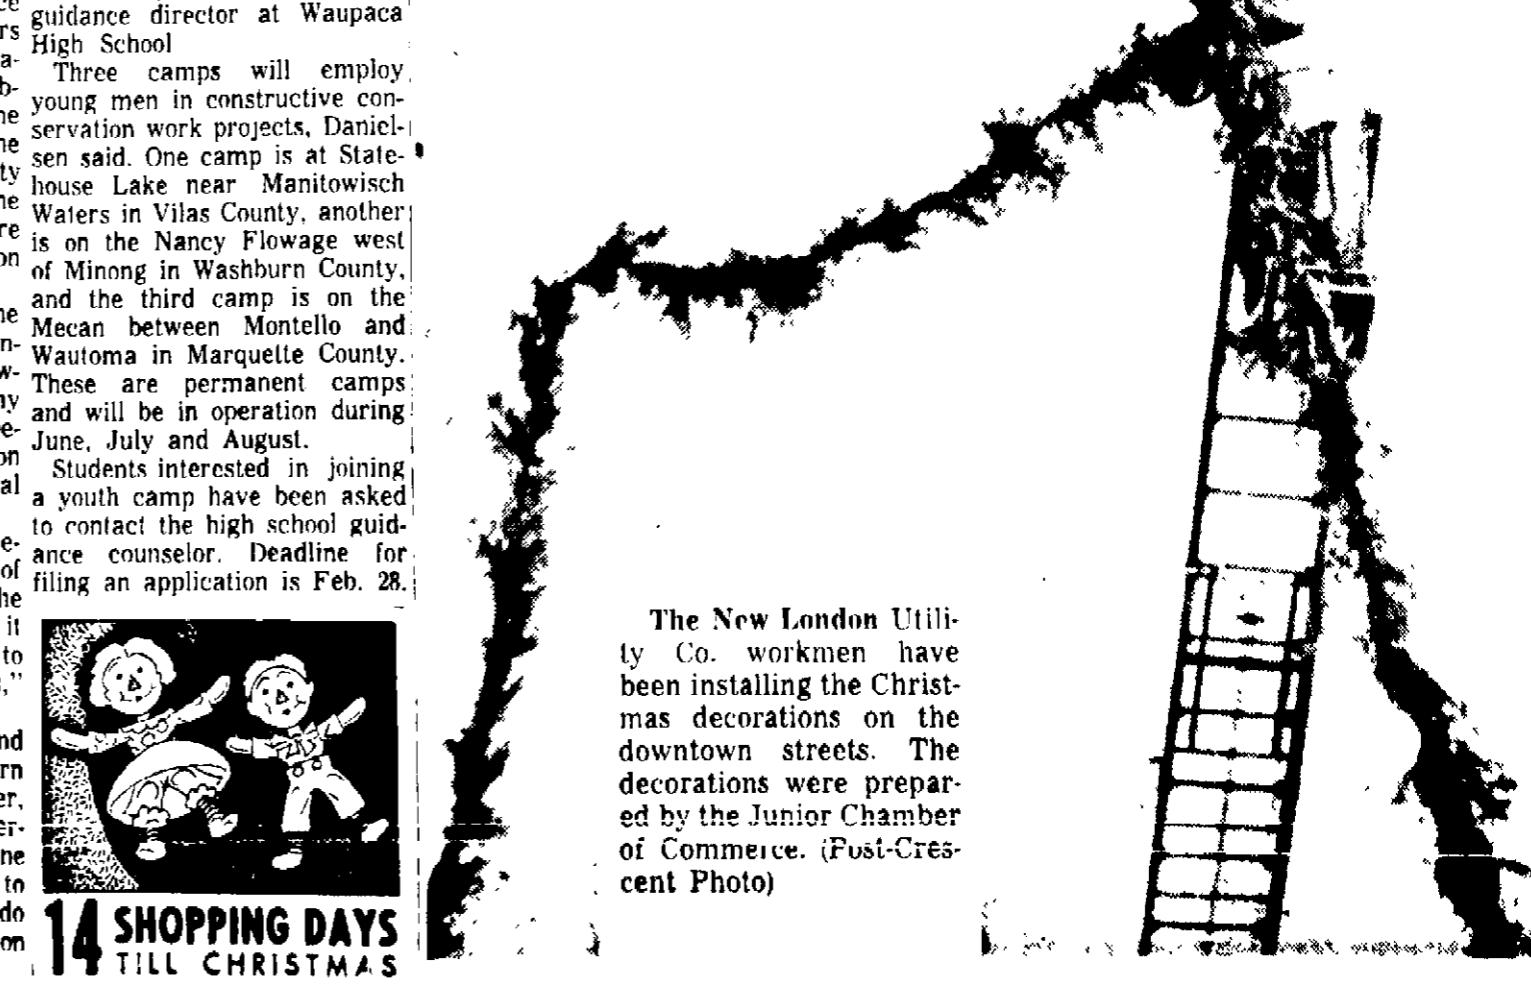 guidance director at Waupaca
High School
Three camps will employ
young men in constructive con-
servation work projects, Daniel-
sen said. One camp is at State-
house Lake near Manitowisch
Waters in Vilas County, another
is on the Nancy Flowage west
of Minong in Washburn County,
and the third camp is on the
Mecan between Montello and
Wautoma in Marquette County.
These are permanent camps
and will be in operation during
June, July and August.
Students interested in joining
a youth camp have been asked
to contact the high school guid-
ance counselor. Deadline for
filing an application is Feb. 28.
14 SHOPPING DAYS
TILL CHRISTMAS
The New London Utili-
ty Co. workmen have
been installing the Christ-
mas decorations on the
downtown streets. The
decorations were prepar-
ed by the Junior Chamber
of Commerce. (Post-Cres-
cent Photo)